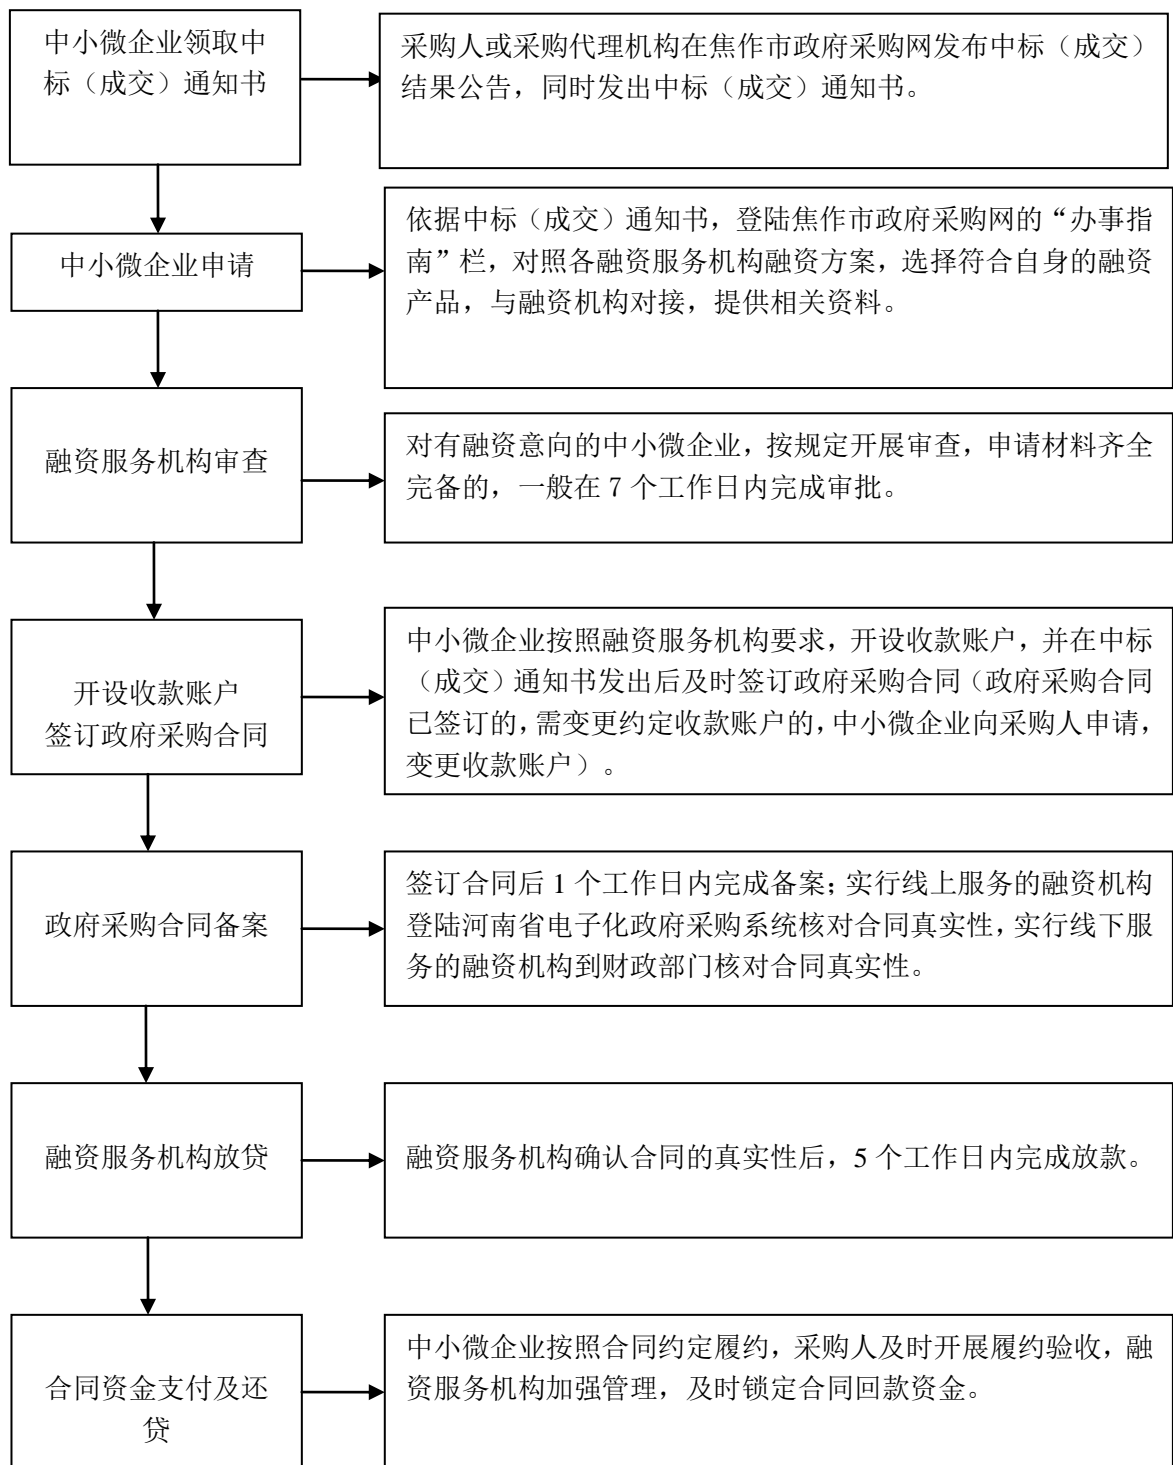 中小微企业领取中
标（成交）通知书
采购人或采购代理机构在焦作市政府采购网发布中标（成交）
结果公告，同时发出中标（成交）通知书。
中小微企业申请
依据中标（成交）通知书，登陆焦作市政府采购网的“办事指
南”栏，对照各融资服务机构融资方案，选择符合自身的融资
产品，与融资机构对接，提供相关资料。
融资服务机构审查
对有融资意向的中小微企业，按规定开展审查，申请材料齐全
完备的，一般在 7 个工作日内完成审批。
开设收款账户
签订政府采购合同
中小微企业按照融资服务机构要求，开设收款账户，并在中标
（成交）通知书发出后及时签订政府采购合同（政府采购合同
已签订的，需变更约定收款账户的，中小微企业向采购人申请，
变更收款账户）。
政府采购合同备案
签订合同后 1 个工作日内完成备案；实行线上服务的融资机构
登陆河南省电子化政府采购系统核对合同真实性，实行线下服
务的融资机构到财政部门核对合同真实性。
融资服务机构放贷
融资服务机构确认合同的真实性后，5 个工作日内完成放款。
合同资金支付及还
贷
中小微企业按照合同约定履约，采购人及时开展履约验收，融
资服务机构加强管理，及时锁定合同回款资金。